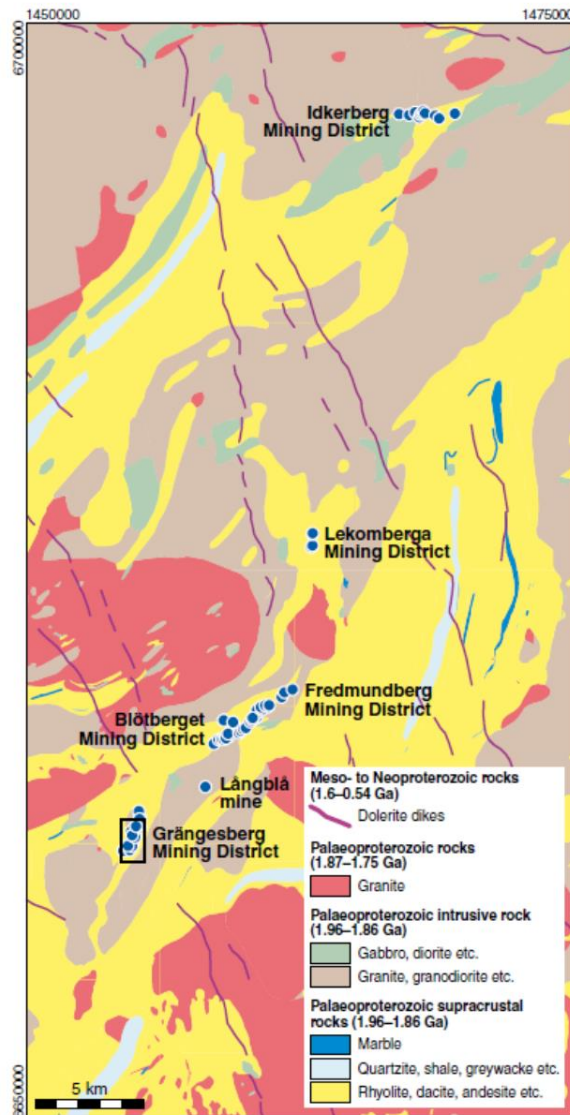 1450000
1475000
6700000
Idkerberg
Mining District
Lekomberga
Mining District
Fredmundberg
Mining District
Blötberget
Mining District
Långblå
mine
Grängesberg
Mining District
Meso- to Neoproterozoic rocks
(1.6–0.54 Ga)
Dolerite dikes
Palaeoproterozoic rocks
(1.87–1.75 Ga)
Granite
Palaeoproterozoic intrusive rock
(1.96–1.86 Ga)
Gabbro, diorite etc.
Granite, granodiorite etc.
Palaeoproterozoic supracrustal
rocks (1.96–1.86 Ga)
Marble
Quartzite, shale, greywacke etc.
Rhyolite, dacite, andesite etc.
6650000
5 km